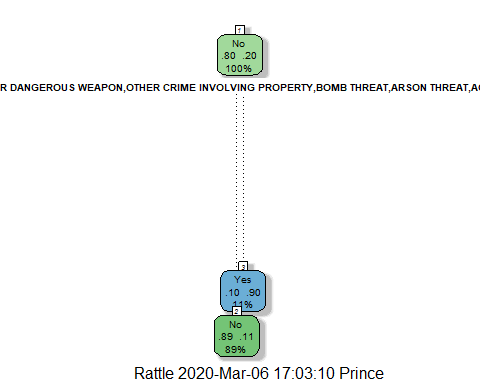 1
No
.80 .20
100%
R DANGEROUS WEAPON,OTHER CRIME INVOLVING PROPERTY,BOMB THREAT,ARSON THREAT,A
3
Yes
.10 .90
11%
2
No
.89 .11
89%
Rattle 2020-Mar-06 17:03:10 Prince